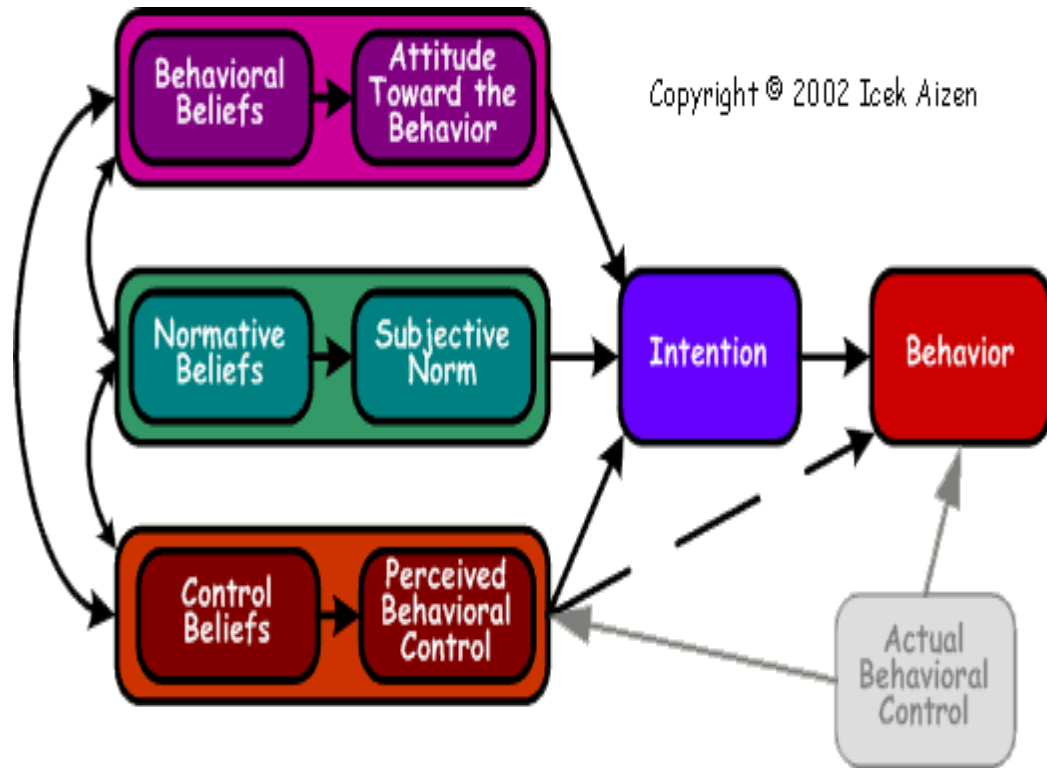 Behavioral
Beliefs
Attitude
Toward the
Behavior
Copyright © 2002 Icek Aizen
Normative
Beliefs
Subjective
Norm
Intention
Behavior
Control
Beliefs
Perceived
Behavioral
Control
Actual
Behavioral
Control